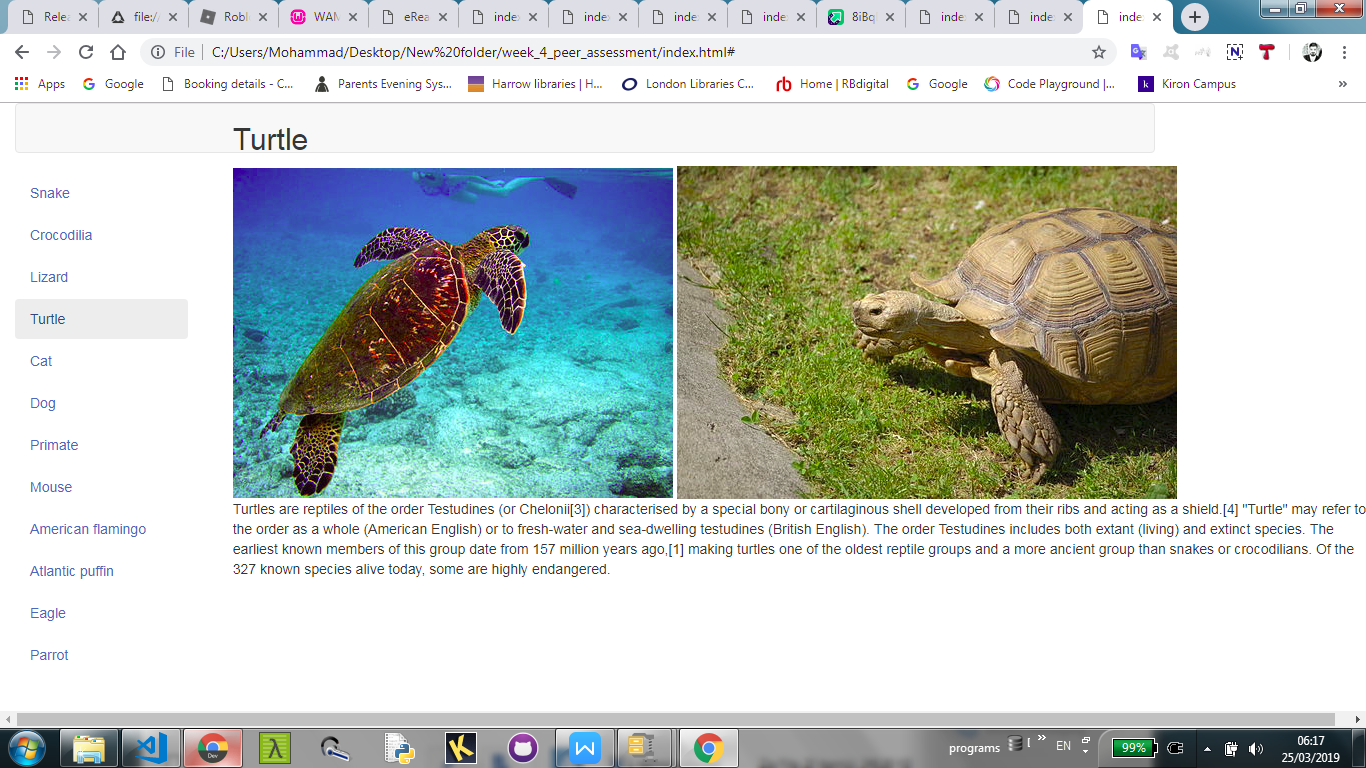 Relea
file:/
Robl
WAM
eRea
index
index
index
index
8iBq
index
index
index
File
C:/Users/Mohammad/Desktop/New%20folder/week_4_peer_assessment/index.html#
Apps
Google
Booking details - C...
Parents Evening Sys...
Harrow libraries | H...
London Libraries C...
Home | RBdigital
Google
Code Playground |...
Kiron Campus
»
Turtle
Snake
Crocodilia
Lizard
Turtle
Cat
Dog
Primate
Mouse
American flamingo
Atlantic puffin
Eagle
Parrot
Turtles are reptiles of the order Testudines (or Chelonii[3]) characterised by a special bony or cartilaginous shell developed from their ribs and acting as a shield.[4] "Turtle" may refer to
the order as a whole (American English) or to fresh-water and sea-dwelling testudines (British English). The order Testudines includes both extant (living) and extinct species. The
earliest known members of this group date from 157 million years ago,[1] making turtles one of the oldest reptile groups and a more ancient group than snakes or crocodilians. Of the
327 known species alive today, some are highly endangered.
Dev
programs
»
EN
99%
06:17
25/03/2019